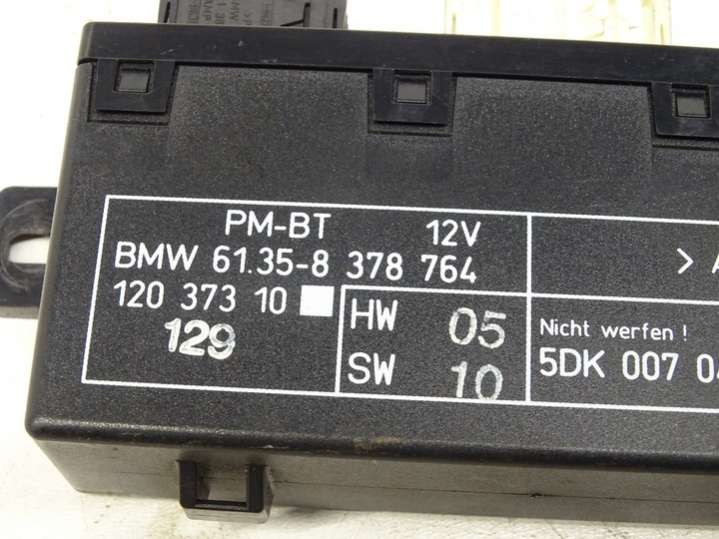 PM-BT 12V
BMW 61.35-8 378 764
120 373 10
129
HW 05
SW 10
> A
Nicht werfen !
5DK 007 0